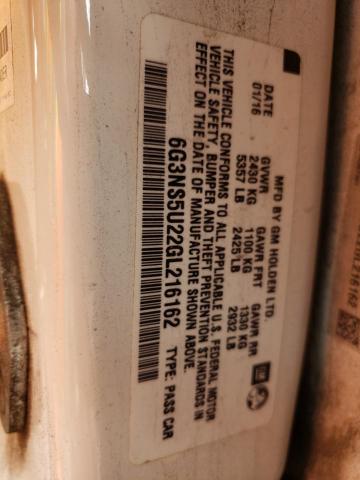 MFD BY GM HOLDEN LTD.
DATE GVWR GAWR FRT GAWR RR
01/16 2430 KG 1100 KG 1330 KG
5357 LB 2425 LB 2932 LB
THIS VEHICLE CONFORMS TO ALL APPLICABLE U.S. FEDERAL MOTOR
VEHICLE SAFETY, BUMPER AND THEFT PREVENTION STANDARDS IN
EFFECT ON THE DATE OF MANUFACTURE SHOWN ABOVE.
6G3NS5U22GL216162 TYPE: PASS CAR
GM